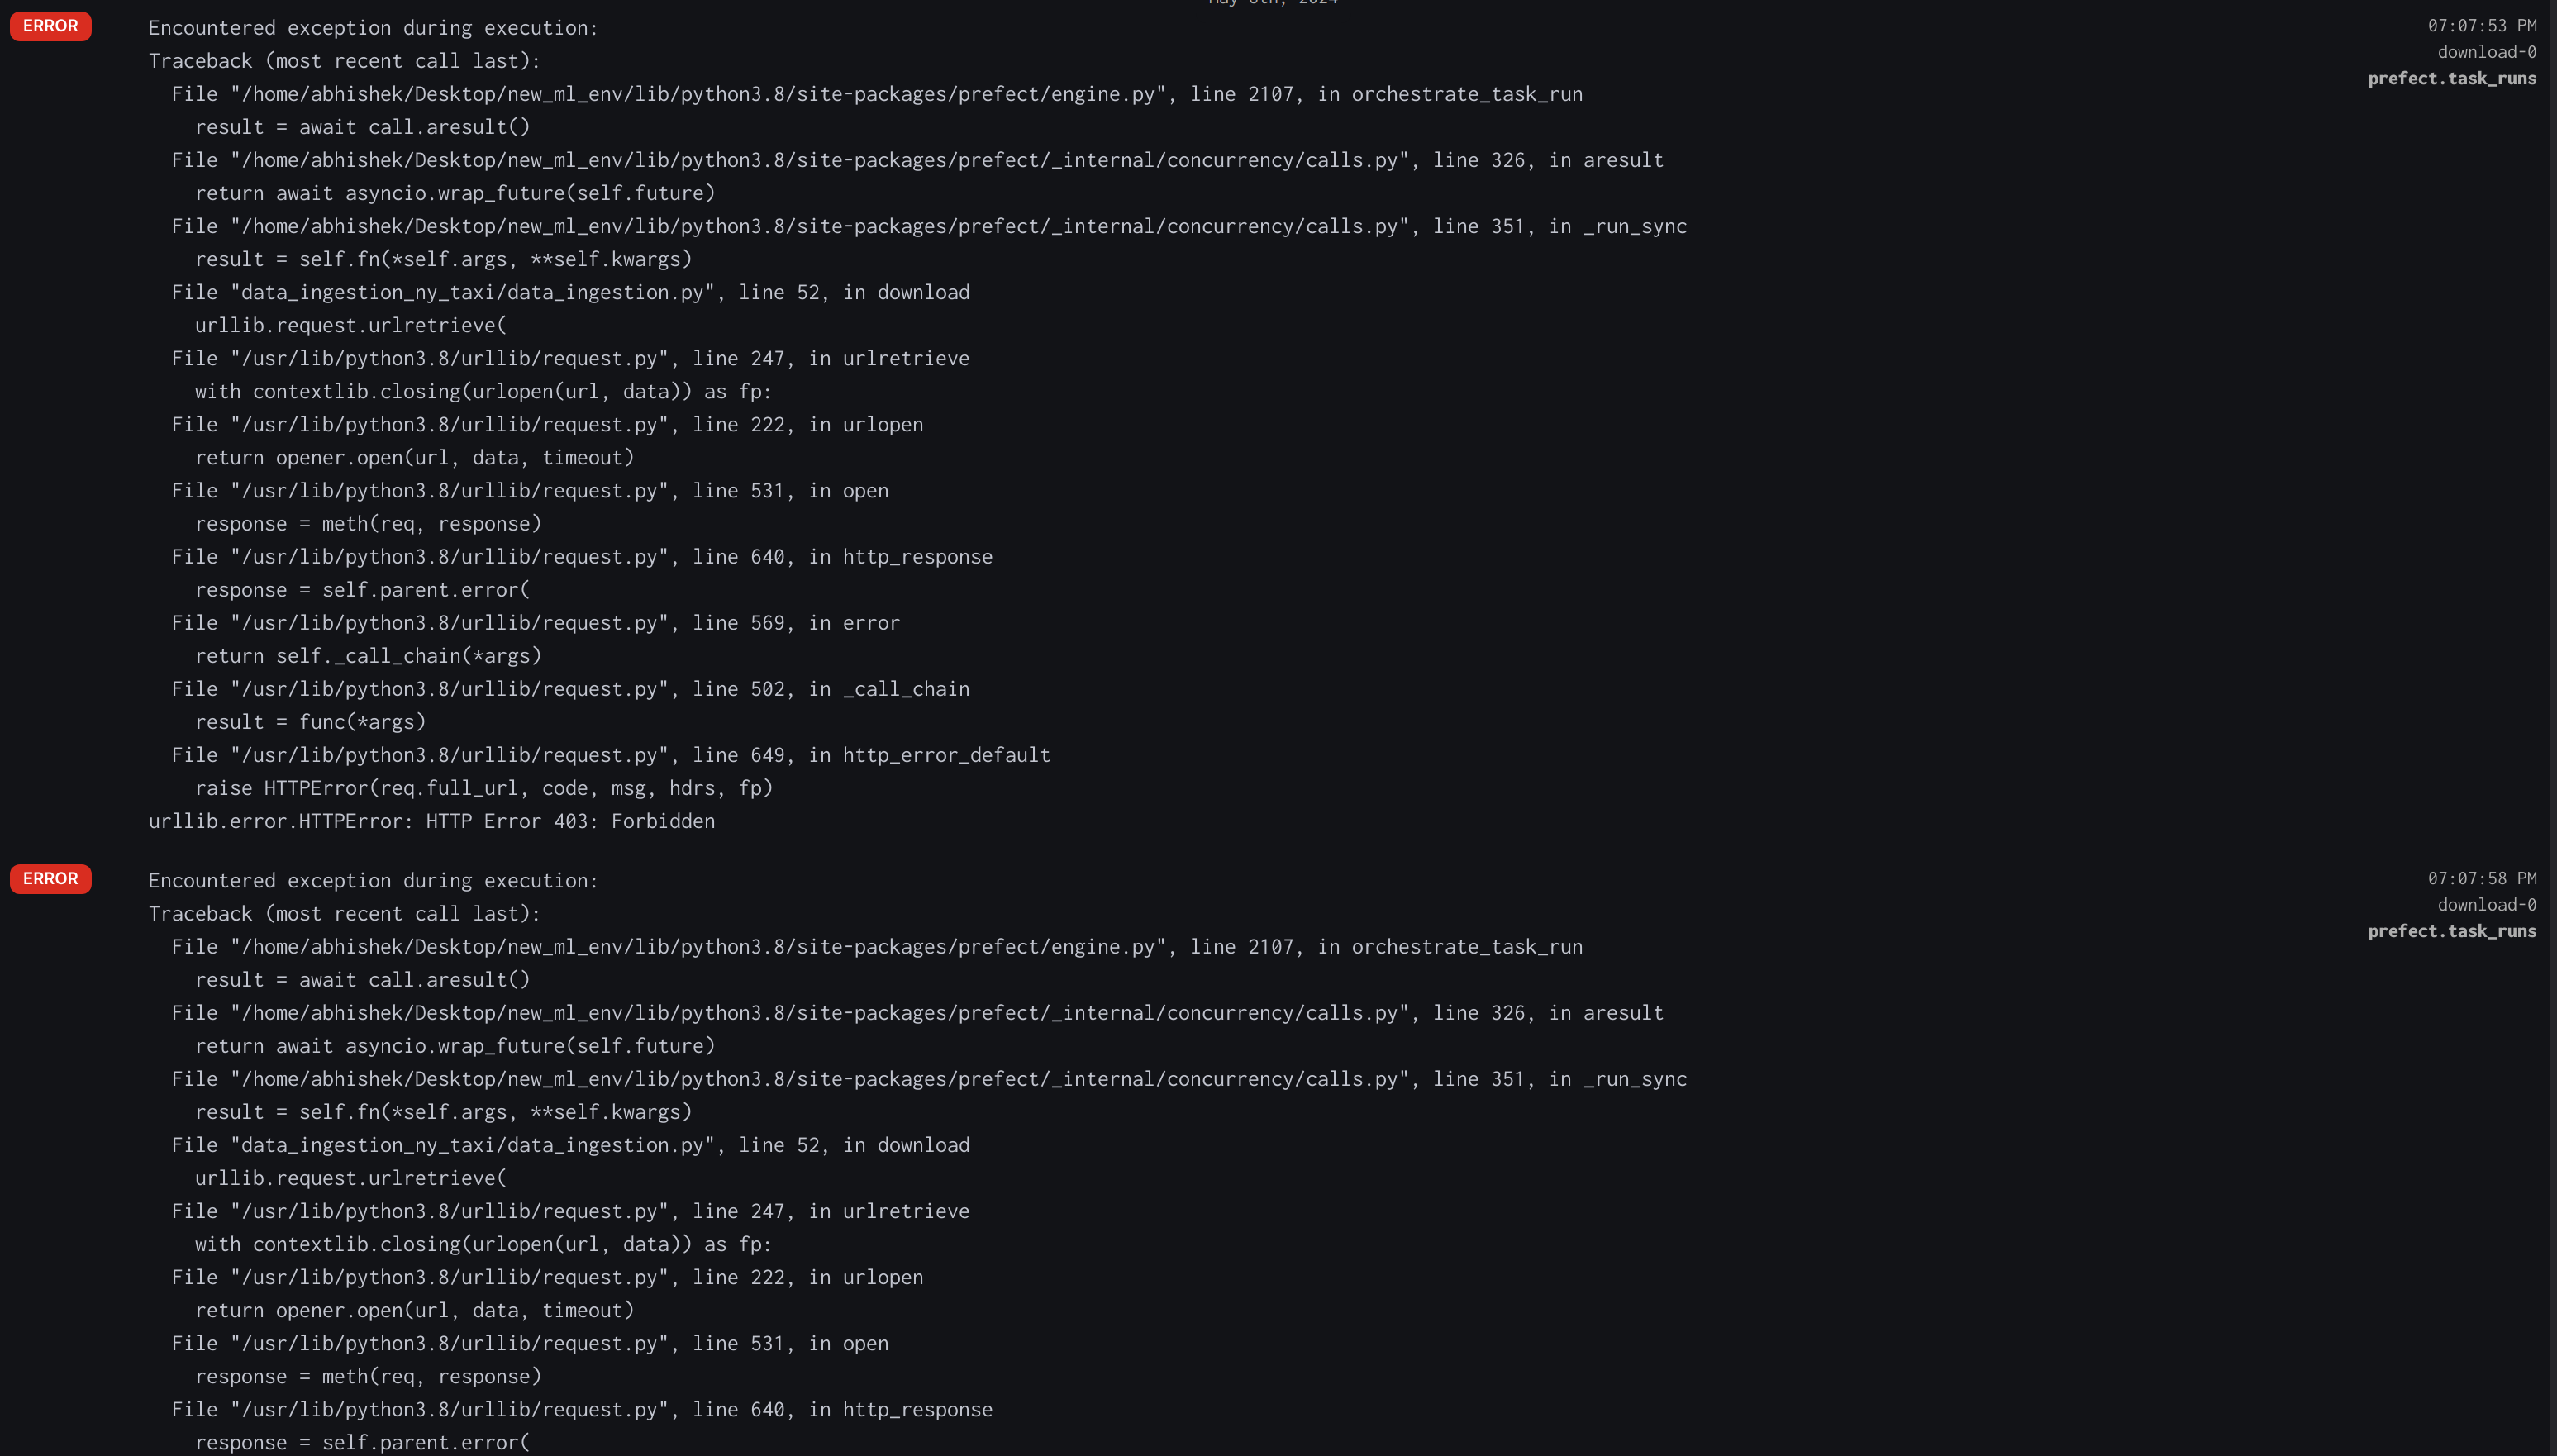 May 6th, 2024
ERROR
Encountered exception during execution:
07:07:53 PM
Traceback (most recent call last):
download-0
prefect.task_runs
  File "/home/abhishek/Desktop/new_ml_env/lib/python3.8/site-packages/prefect/engine.py", line 2107, in orchestrate_task_run
    result = await call.aresult()
  File "/home/abhishek/Desktop/new_ml_env/lib/python3.8/site-packages/prefect/_internal/concurrency/calls.py", line 326, in aresult
    return await asyncio.wrap_future(self.future)
  File "/home/abhishek/Desktop/new_ml_env/lib/python3.8/site-packages/prefect/_internal/concurrency/calls.py", line 351, in _run_sync
    result = self.fn(*self.args, **self.kwargs)
  File "data_ingestion_ny_taxi/data_ingestion.py", line 52, in download
    urllib.request.urlretrieve(
  File "/usr/lib/python3.8/urllib/request.py", line 247, in urlretrieve
    with contextlib.closing(urlopen(url, data)) as fp:
  File "/usr/lib/python3.8/urllib/request.py", line 222, in urlopen
    return opener.open(url, data, timeout)
  File "/usr/lib/python3.8/urllib/request.py", line 531, in open
    response = meth(req, response)
  File "/usr/lib/python3.8/urllib/request.py", line 640, in http_response
    response = self.parent.error(
  File "/usr/lib/python3.8/urllib/request.py", line 569, in error
    return self._call_chain(*args)
  File "/usr/lib/python3.8/urllib/request.py", line 502, in _call_chain
    result = func(*args)
  File "/usr/lib/python3.8/urllib/request.py", line 649, in http_error_default
    raise HTTPError(req.full_url, code, msg, hdrs, fp)
urllib.error.HTTPError: HTTP Error 403: Forbidden
ERROR
Encountered exception during execution:
07:07:58 PM
Traceback (most recent call last):
download-0
prefect.task_runs
  File "/home/abhishek/Desktop/new_ml_env/lib/python3.8/site-packages/prefect/engine.py", line 2107, in orchestrate_task_run
    result = await call.aresult()
  File "/home/abhishek/Desktop/new_ml_env/lib/python3.8/site-packages/prefect/_internal/concurrency/calls.py", line 326, in aresult
    return await asyncio.wrap_future(self.future)
  File "/home/abhishek/Desktop/new_ml_env/lib/python3.8/site-packages/prefect/_internal/concurrency/calls.py", line 351, in _run_sync
    result = self.fn(*self.args, **self.kwargs)
  File "data_ingestion_ny_taxi/data_ingestion.py", line 52, in download
    urllib.request.urlretrieve(
  File "/usr/lib/python3.8/urllib/request.py", line 247, in urlretrieve
    with contextlib.closing(urlopen(url, data)) as fp:
  File "/usr/lib/python3.8/urllib/request.py", line 222, in urlopen
    return opener.open(url, data, timeout)
  File "/usr/lib/python3.8/urllib/request.py", line 531, in open
    response = meth(req, response)
  File "/usr/lib/python3.8/urllib/request.py", line 640, in http_response
    response = self.parent.error(